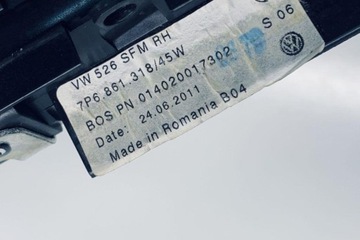 VW 526 SFM RH
S 06
7P6.861.318/45W
BOS PN 014020017302
Date: 24.06.2011
Made in Romania B04